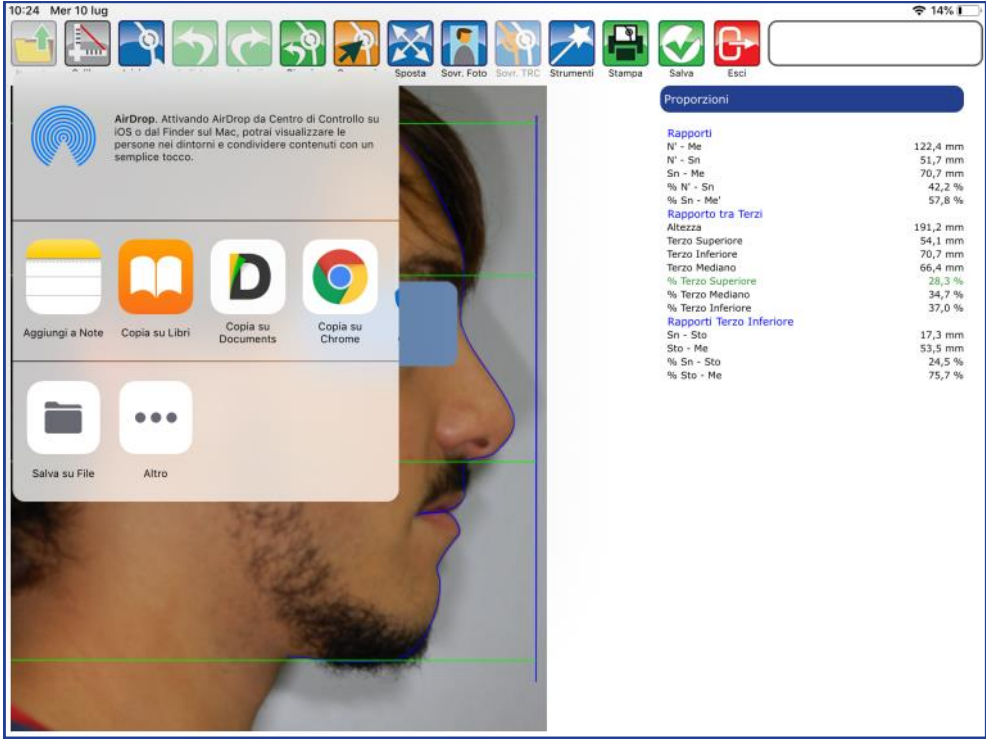 10:24 Mer 10 lug
14%
Sposta
Sovr. Foto
Sovr. TRC
Strumenti
Stampa
Salva
Esci
AirDrop. Attivando AirDrop da Centro di Controllo su
iOS o dal Finder sul Mac, potrai visualizzare le
persone nei dintorni e condividere contenuti con un
semplice tocco.
Aggiungi a Note
Copia su Libri
Copia su
Documents
Copia su
Chrome
Salva su File
Altro
Proporzioni
Rapporti
N' - Me 122,4 mm
N' - Sn 51,7 mm
Sn - Me 70,7 mm
% N' - Sn 42,2 %
% Sn - Me' 57,8 %
Rapporto tra Terzi
Altezza 191,2 mm
Terzo Superiore 54,1 mm
Terzo Inferiore 70,7 mm
Terzo Mediano 66,4 mm
% Terzo Superiore 28,3 %
% Terzo Mediano 34,7 %
% Terzo Inferiore 37,0 %
Rapporti Terzo Inferiore
Sn - Sto 17,3 mm
Sto - Me 53,5 mm
% Sn - Sto 24,5 %
% Sto - Me 75,7 %